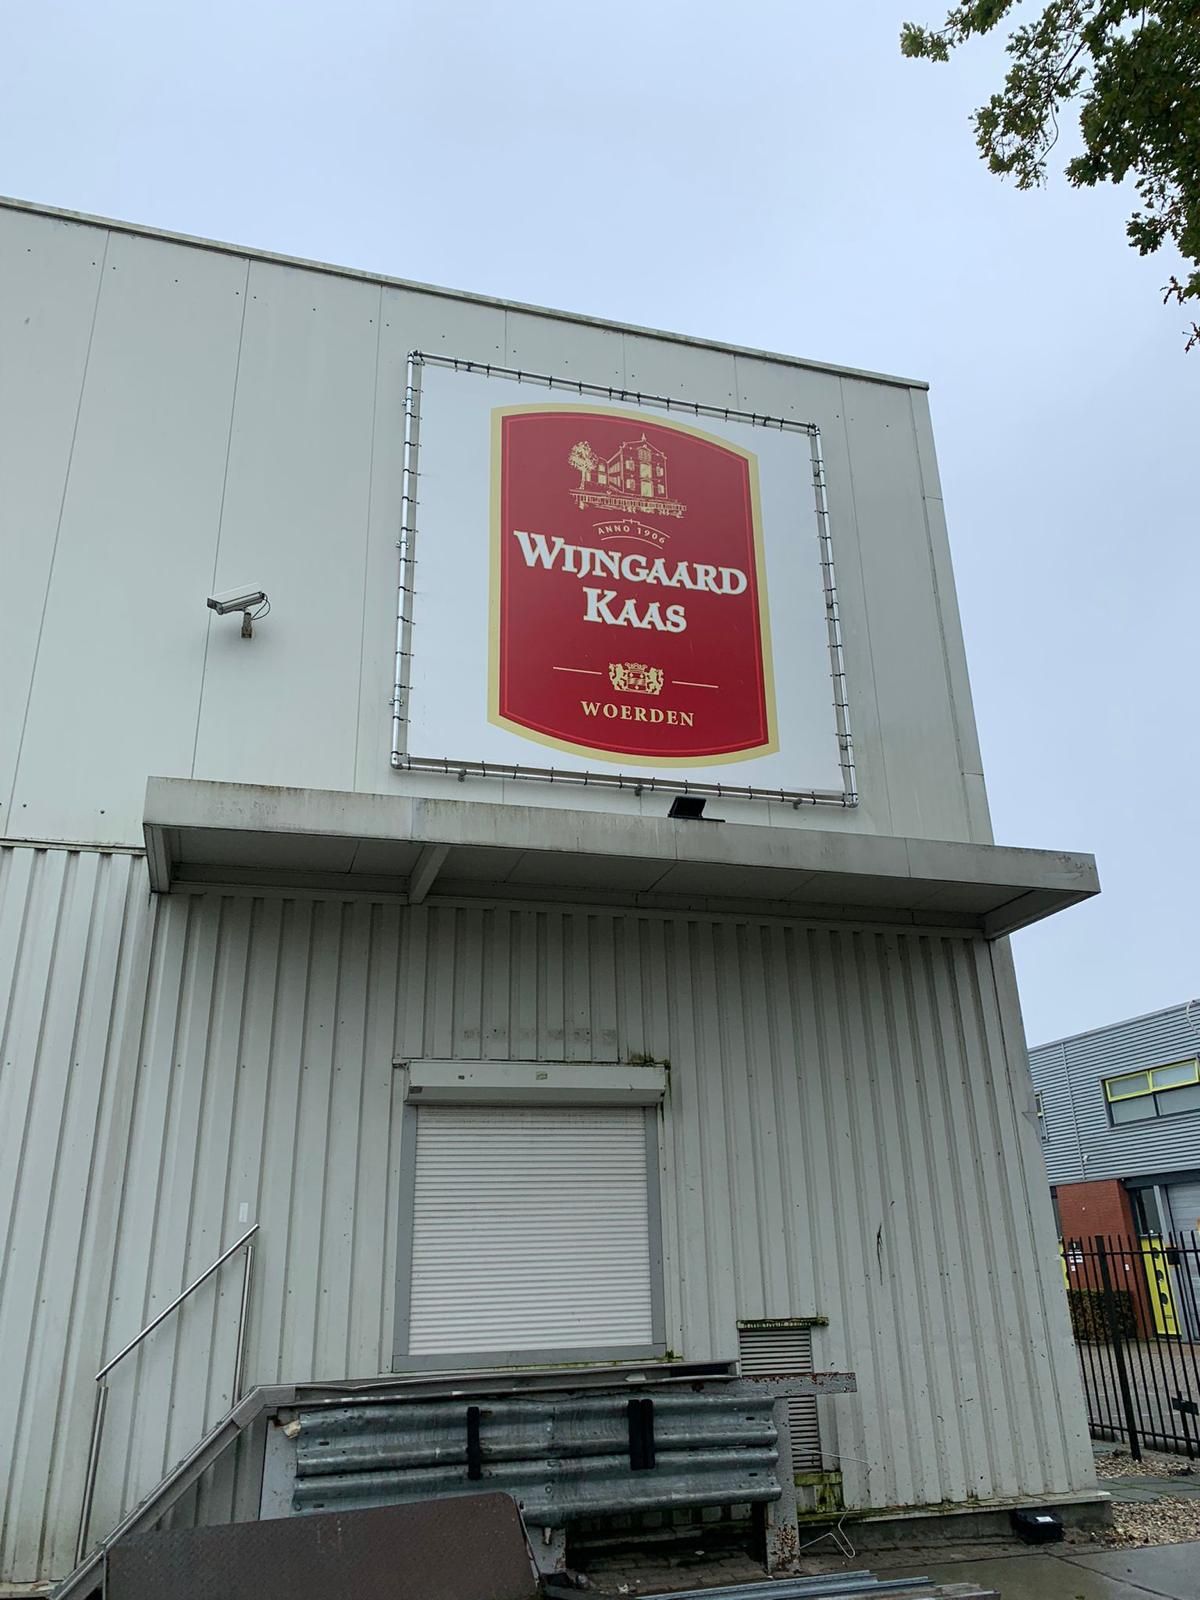 ANNO 1906
WIJNGAARD
KAAS
WOERDEN